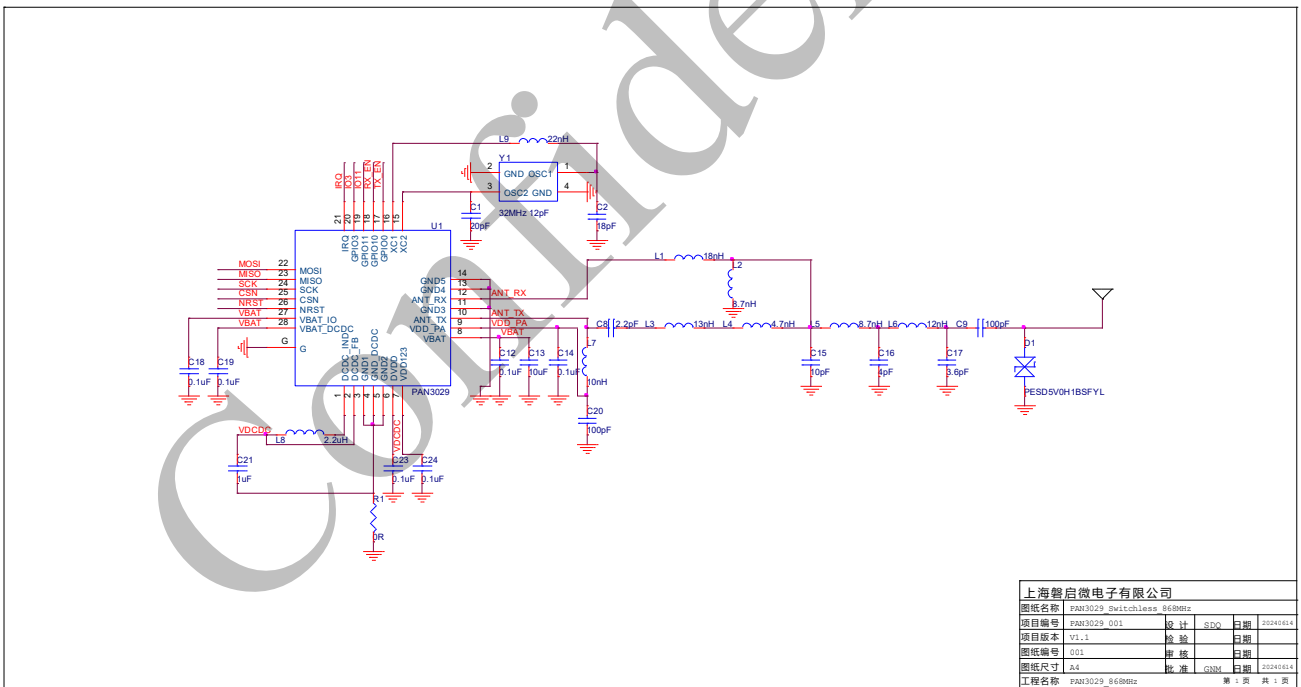 Confide
L9 22nH
Y1
2 GND OSC1 1
3 OSC2 GND 4
32MHz 12pF
C1
20pF
C2
18pF
IRQ
IO3
IO11
RX_EN
TX_EN
21 20 19 18 17 16 15
IRQ
GPIO3
GPIO11
GPIO10
GPIO0
XC1
XC2
U1
MOSI 22 MOSI
MISO 23 MISO
SCK 24 SCK
CSN 25 CSN
NRST 26 NRST
VBAT 27 VBAT_IO
VBAT 28 VBAT_DCDC
G G
GND5 14
GND4 13
ANT_RX 12 ANT_RX
GND3 11
ANT_TX 10 ANT_TX
VDD_PA 9 VDD_PA
VBAT 8 VBAT
L1 18nH
L2
8.7nH
C8 2.2pF L3 13nH L4 4.7nH L5 8.7nH L6 12nH C9 100pF
L7
10nH
C18
0.1uF
C19
0.1uF
C12
0.1uF
C13
10uF
C14
0.1uF
C15
10pF
C16
4pF
C17
3.6pF
D1
PESD5V0H1BSFYL
C20
100pF
DCDC_IND
DCDC_FB
GND1
GND_DCDC
GND2
DVDD
VDD123
PAN3029
1 2 3 4 5 6 7
VDCDC
L8 2.2uH
VDCDC
C21
1uF
C23
0.1uF
C24
0.1uF
R1
0R
上海磐启微电子有限公司
图纸名称 PAN3029_Switchless_868MHz
项目编号 PAN3029_001 设 计 SDQ 日期 20240614
项目版本 V1.1 检 验 日期
图纸编号 001 审 核 日期
图纸尺寸 A4 批 准 GNM 日期 20240614
工程名称 PAN3029_868MHz 第 1 页 共 1 页